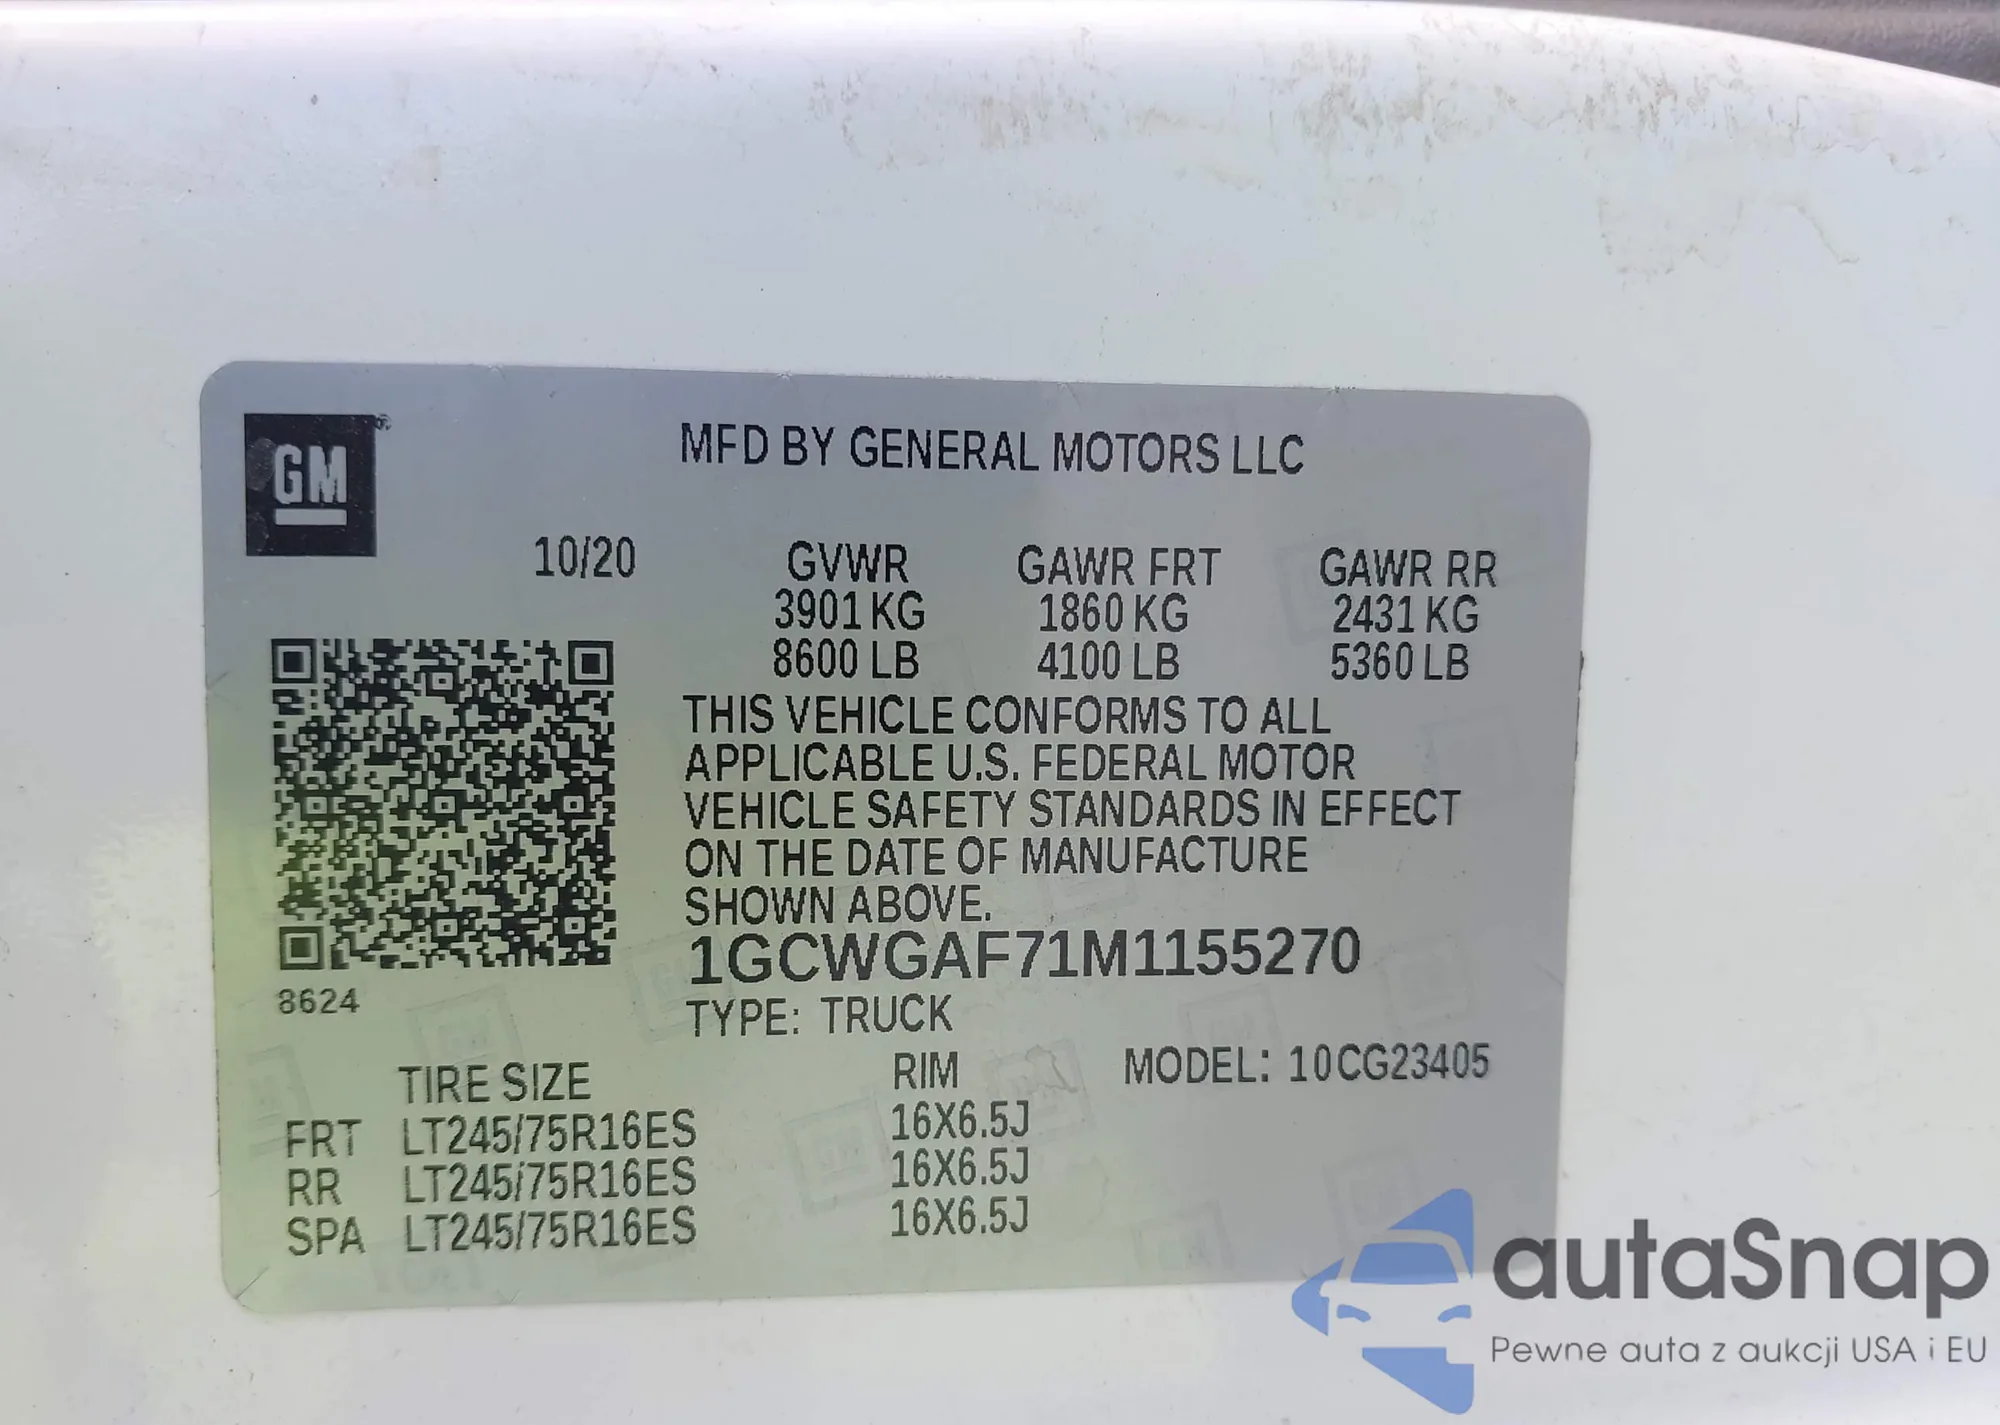 GM
MFD BY GENERAL MOTORS LLC
10/20 GVWR GAWR FRT GAWR RR
3901 KG 1860 KG 2431 KG
8600 LB 4100 LB 5360 LB
THIS VEHICLE CONFORMS TO ALL
APPLICABLE U.S. FEDERAL MOTOR
VEHICLE SAFETY STANDARDS IN EFFECT
ON THE DATE OF MANUFACTURE
SHOWN ABOVE.
1GCWGAF71M1155270
8624
TYPE: TRUCK
TIRE SIZE RIM MODEL: 10CG23405
FRT LT245/75R16ES 16X6.5J
RR LT245/75R16ES 16X6.5J
SPA LT245/75R16ES 16X6.5J
autaSnap
Pewne auta z aukcji USA i EU